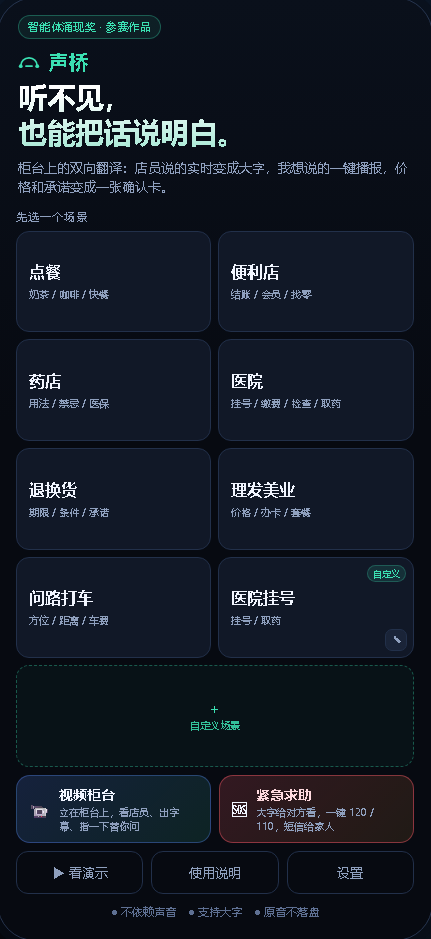 智能体涌现奖 · 参赛作品
声桥
听不见，
也能把话说明白。
柜台上的双向翻译：店员说的实时变成大字，我想说的一键播报，价
格和承诺变成一张确认卡。
先选一个场景
点餐
奶茶 / 咖啡 / 快餐
便利店
结账 / 会员 / 找零
药店
用法 / 禁忌 / 医保
医院
挂号 / 缴费 / 检查 / 取药
退换货
期限 / 条件 / 承诺
理发美业
价格 / 办卡 / 套餐
问路打车
方位 / 距离 / 车费
自定义
医院挂号
挂号 / 取药
+
自定义场景
视频柜台
立在柜台上，看店员、出字
幕、指一下替你问
SOS
紧急求助
大字给对方看，一键 120 /
110，短信给家人
▶ 看演示
使用说明
设置
• 不依赖声音 • 支持大字 • 原音不落盘